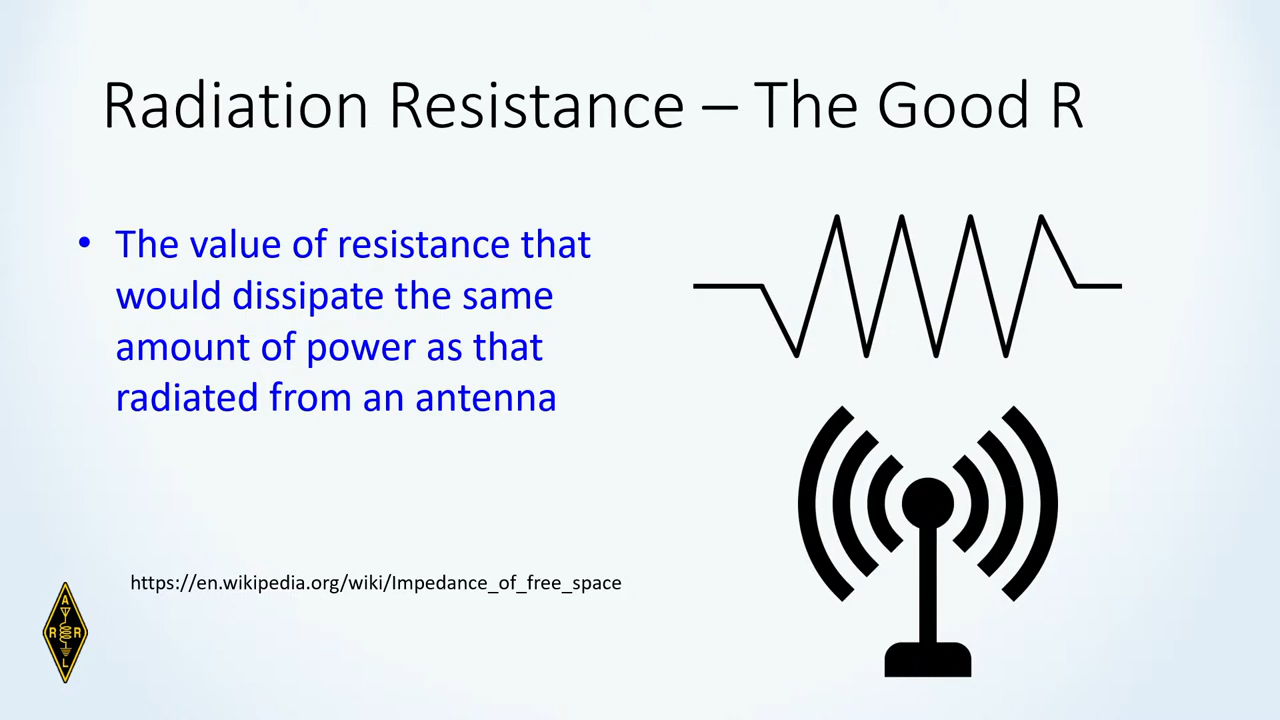 Radiation Resistance – The Good R
• The value of resistance that
would dissipate the same
amount of power as that
radiated from an antenna
https://en.wikipedia.org/wiki/Impedance_of_free_space
A
R R
L